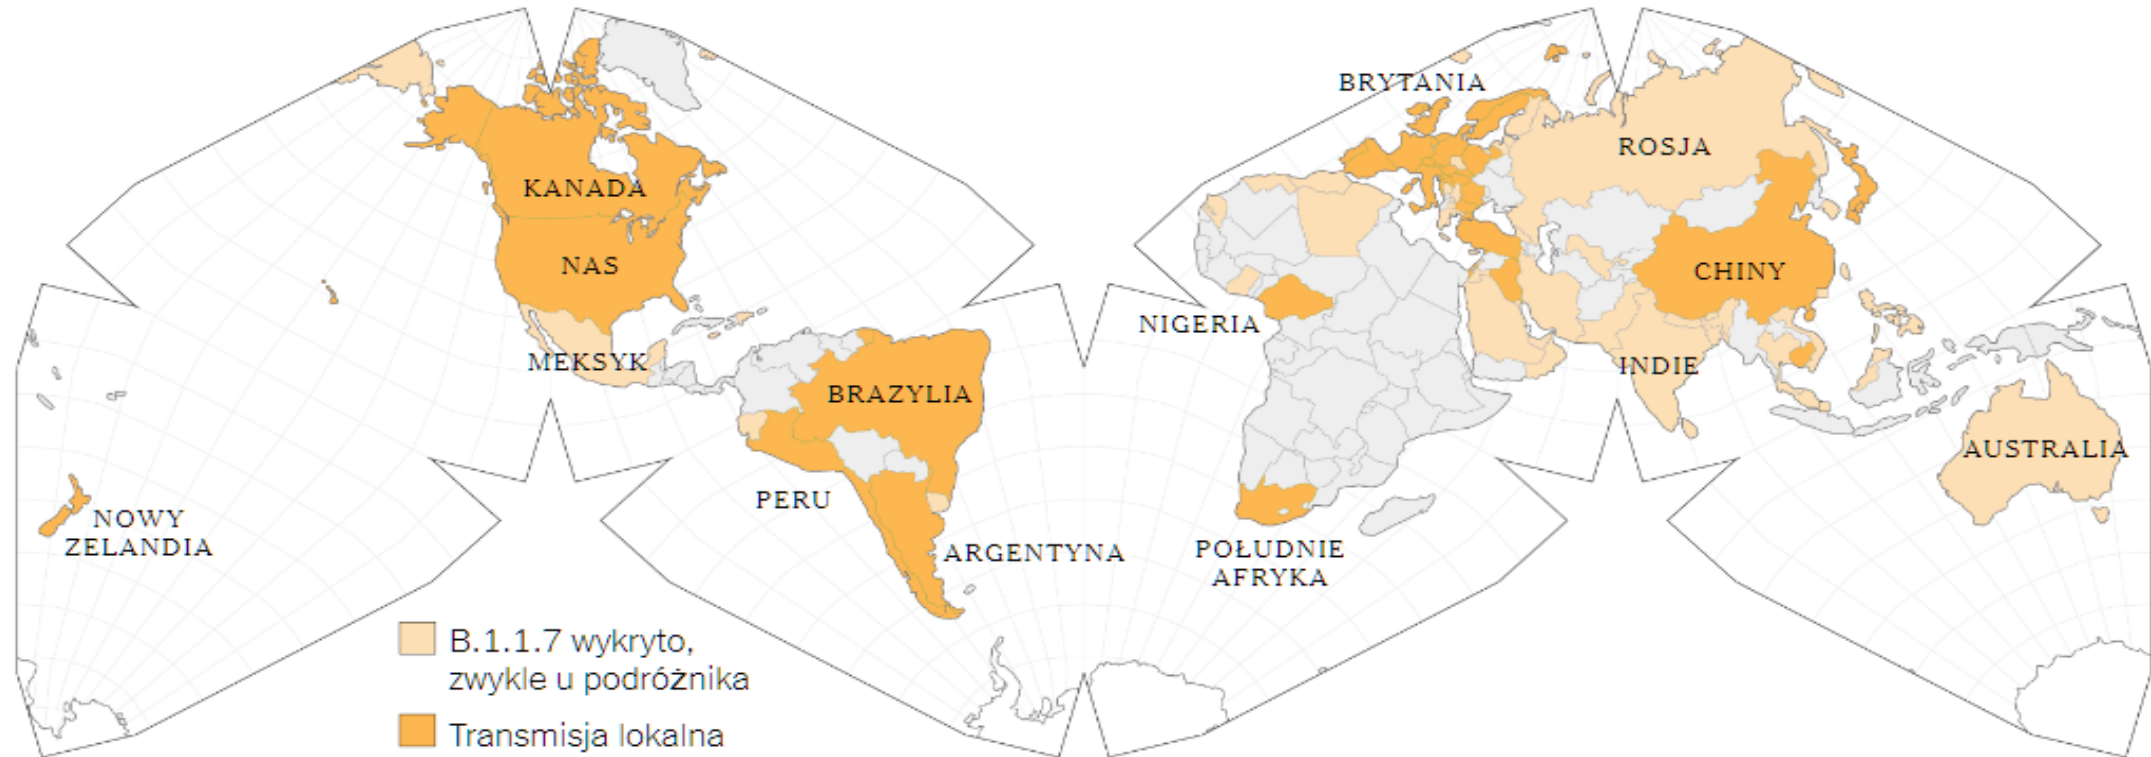 BRYTANIA
ROSJA
KANADA
NAS
CHINY
NIGERIA
MEKSYK
INDIE
BRAZYLIA
AUSTRALIA
PERU
NOWY
ZELANDIA
ARGENTYNA
POŁUDNIE
AFRYKA
B.1.1.7 wykryto,
zwykle u podróżnika
Transmisja lokalna